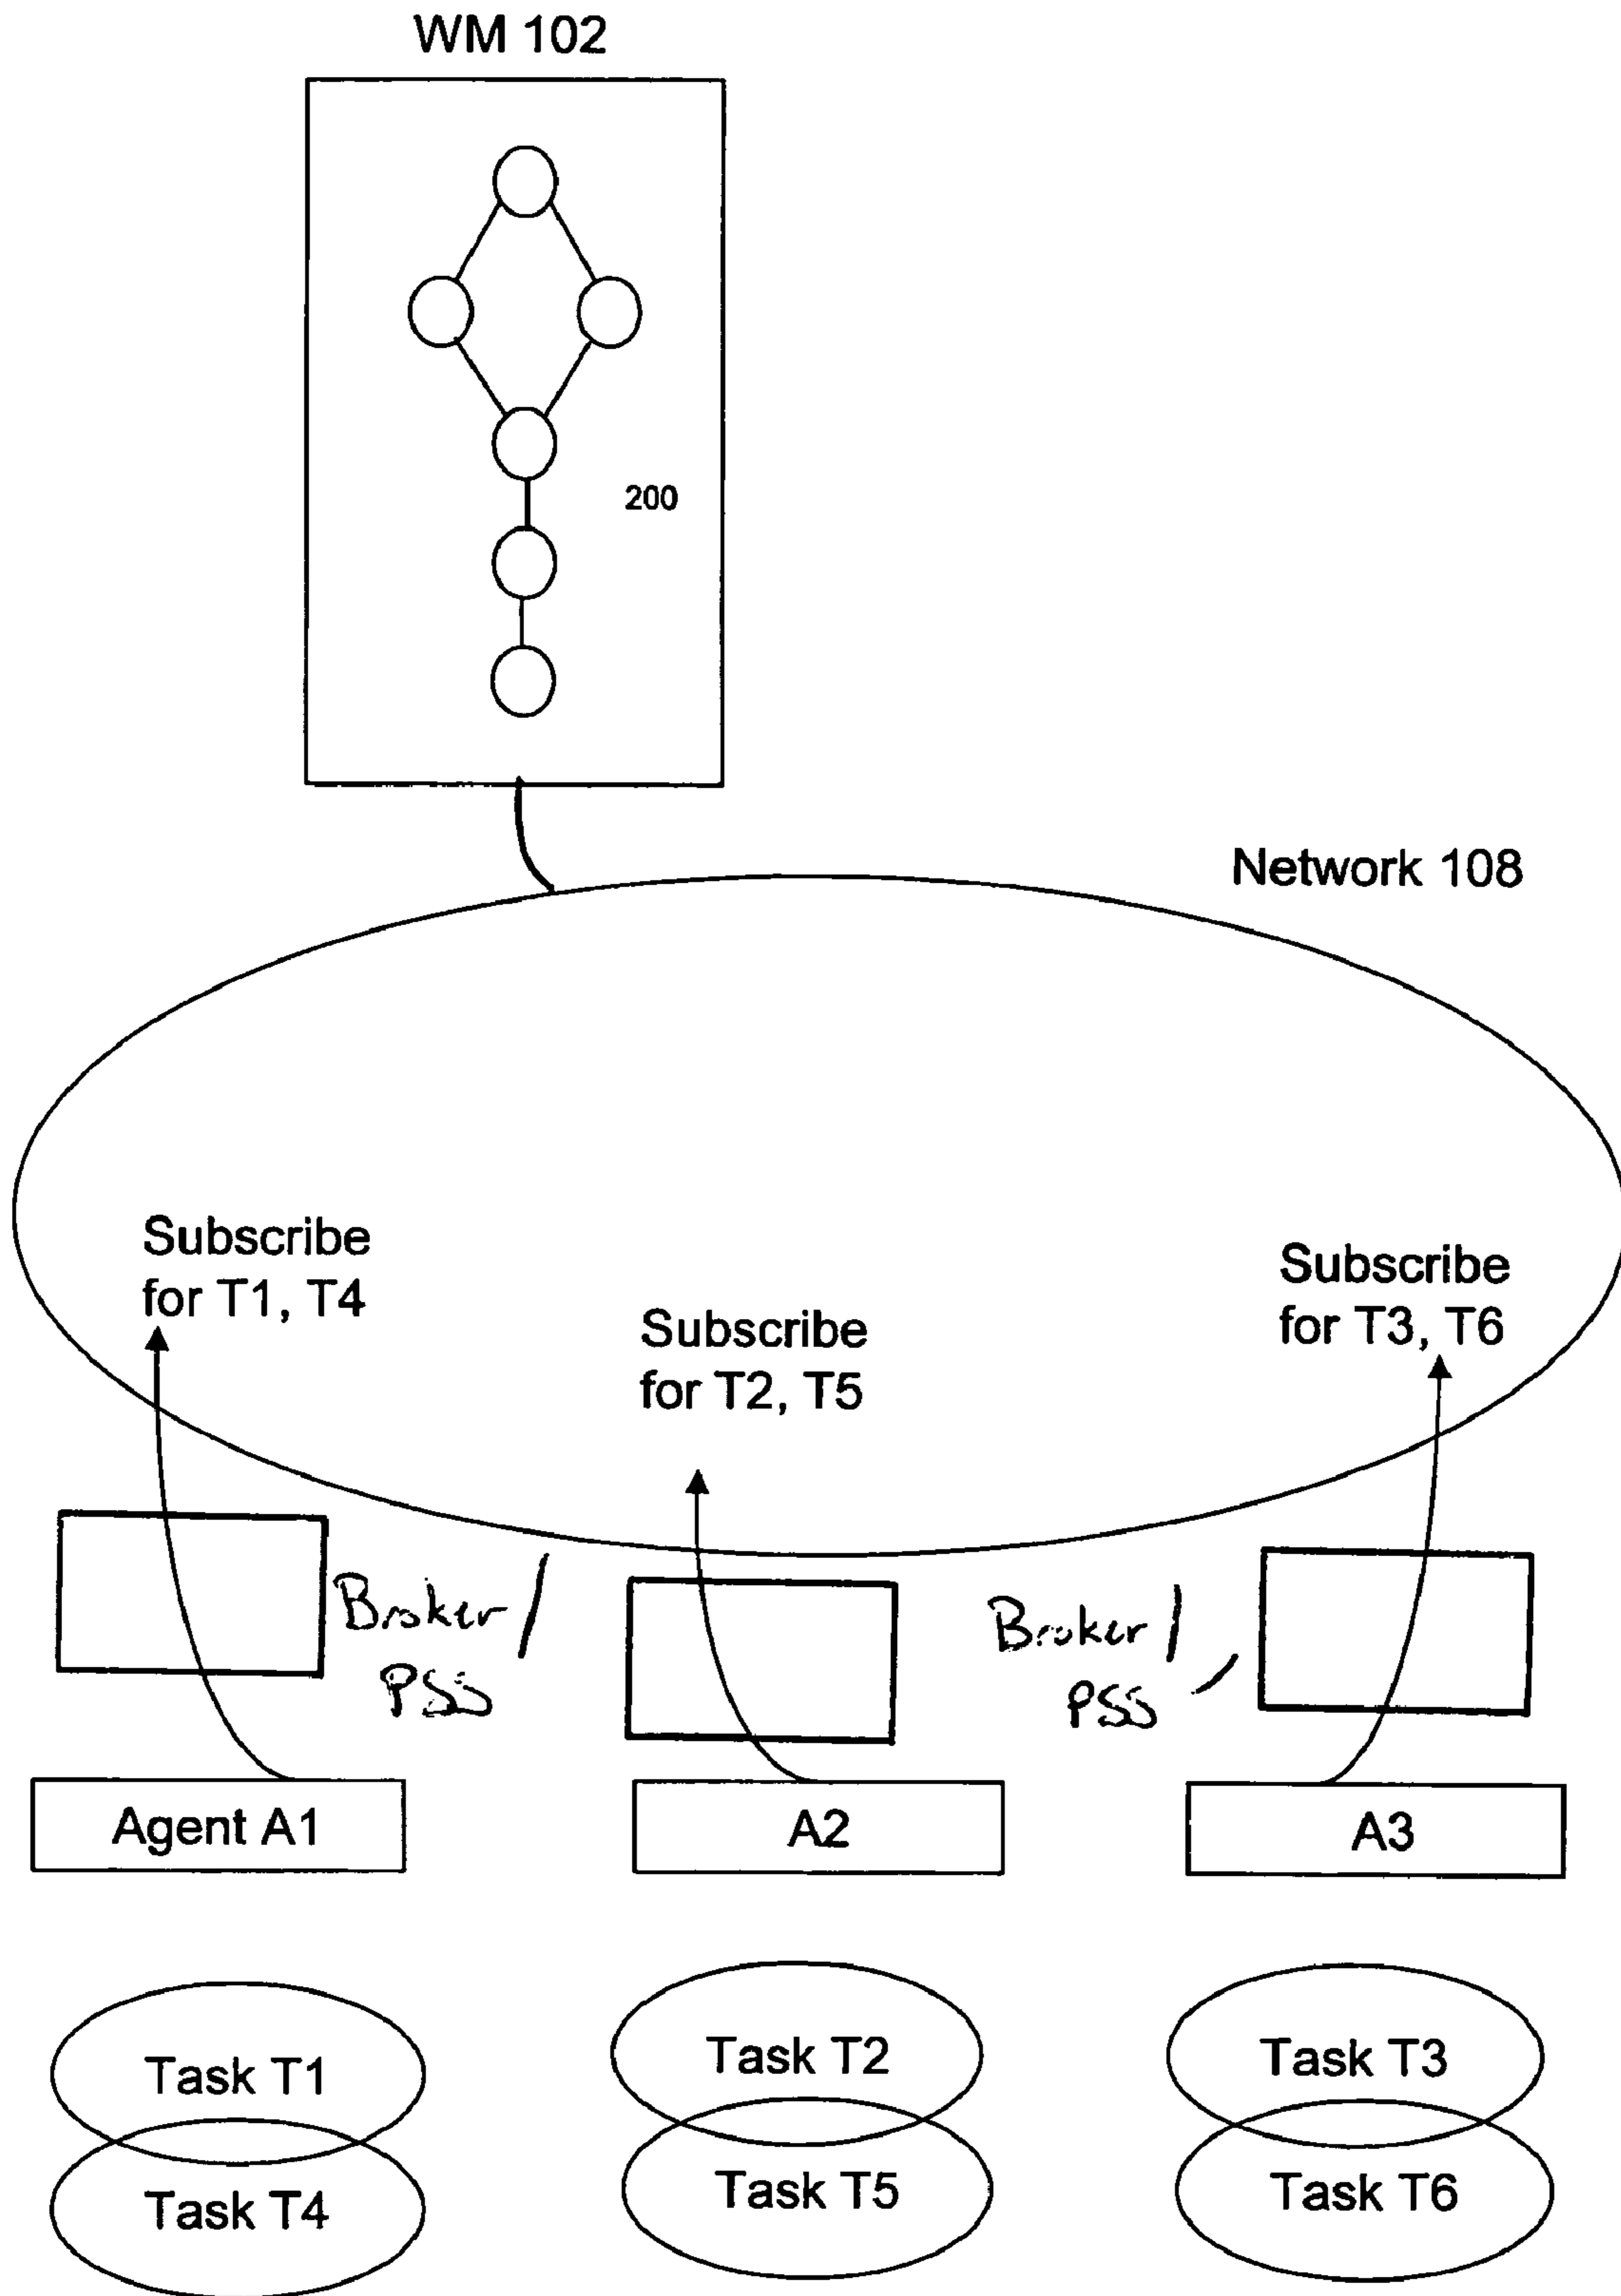 WM 102
200
Network 108
Subscribe
for T1, T4
Subscribe
for T2, T5
Subscribe
for T3, T6
Broker/
PSS
Broker/
PSS
Agent A1
A2
A3
Task T1
Task T2
Task T3
Task T4
Task T5
Task T6